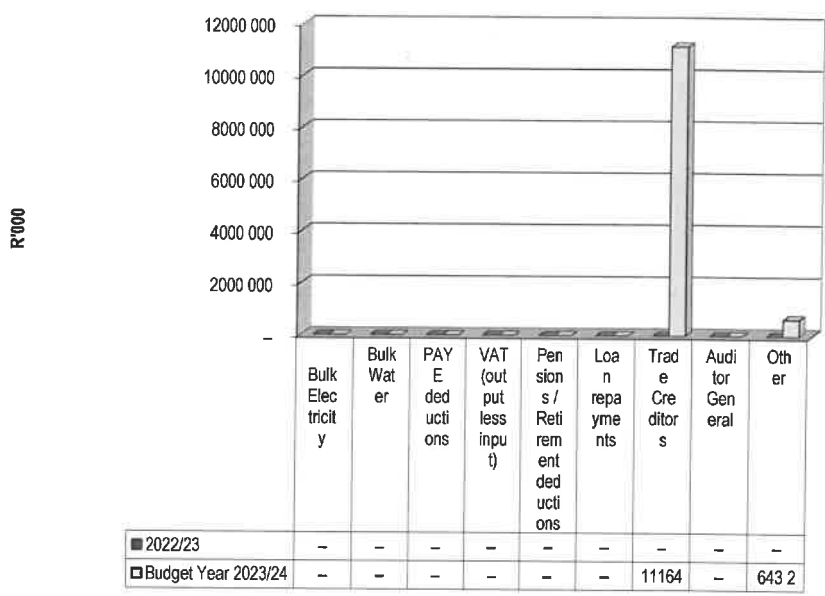 12000 000
10000 000
8000 000
6000 000
4000 000
2000 000
–
R'000
Bulk
Elec
tricit
y
Bulk
Wat
er
PAY
E
ded
ucti
ons
VAT
(out
put
less
inpu
t)
Pen
sion
s /
Reti
rem
ent
ded
ucti
ons
Loa
n
repa
yme
nts
Trad
e
Cre
ditor
s
Audi
tor
Gen
eral
Oth
er
2022/23 – – – – – – – – –
Budget Year 2023/24 – – – – – – 11164 – 643 2